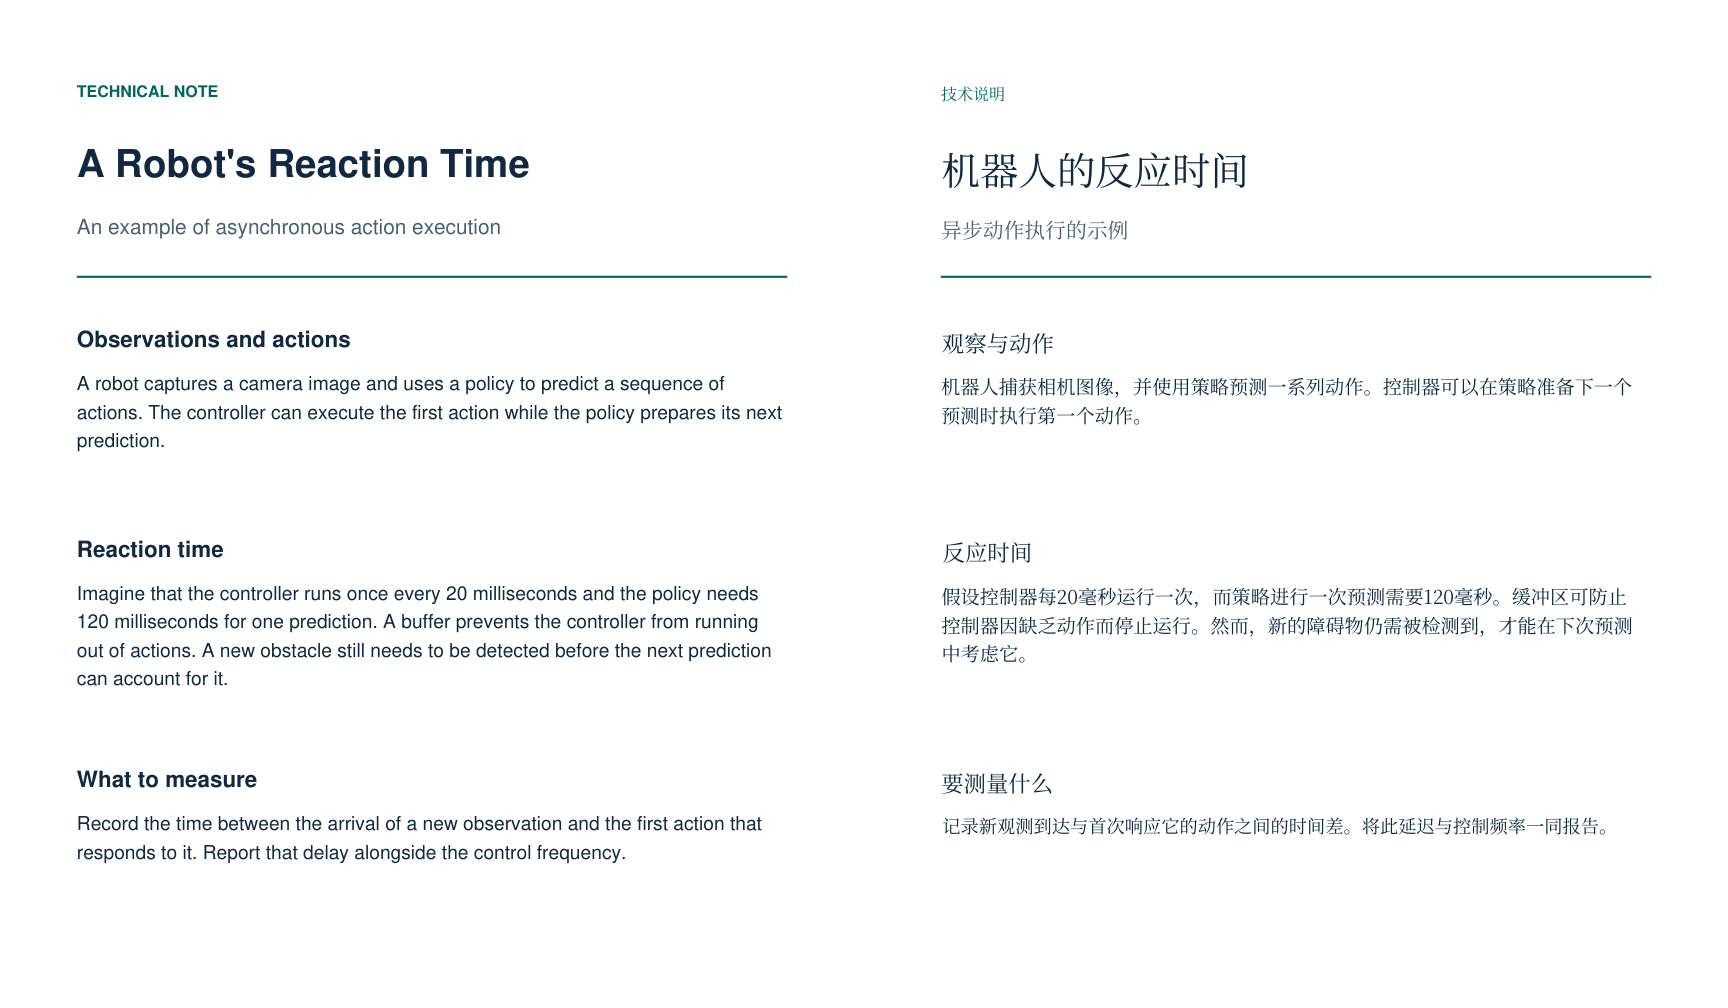 TECHNICAL NOTE
A Robot's Reaction Time
An example of asynchronous action execution
Observations and actions
A robot captures a camera image and uses a policy to predict a sequence of
actions. The controller can execute the first action while the policy prepares its next
prediction.
Reaction time
Imagine that the controller runs once every 20 milliseconds and the policy needs
120 milliseconds for one prediction. A buffer prevents the controller from running
out of actions. A new obstacle still needs to be detected before the next prediction
can account for it.
What to measure
Record the time between the arrival of a new observation and the first action that
responds to it. Report that delay alongside the control frequency.
技术说明
机器人的反应时间
异步动作执行的示例
观察与动作
机器人捕获相机图像，并使用策略预测一系列动作。控制器可以在策略准备下一个
预测时执行第一个动作。
反应时间
假设控制器每20毫秒运行一次，而策略进行一次预测需要120毫秒。缓冲区可防止
控制器因缺乏动作而停止运行。然而，新的障碍物仍需被检测到，才能在下次预测
中考虑它。
要测量什么
记录新观测到达与首次响应它的动作之间的时间差。将此延迟与控制频率一同报告。